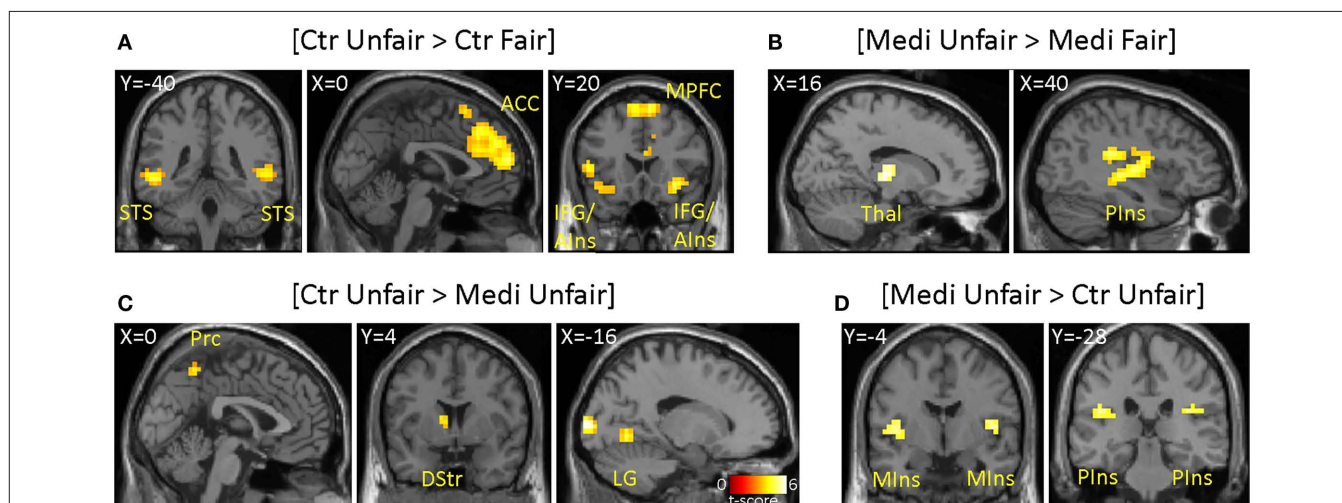 A
[Ctr Unfair > Ctr Fair]
Y=-40
STS
STS
X=0
ACC
Y=20
MPFC
IFG/
AIns
IFG/
AIns
B
[Medi Unfair > Medi Fair]
X=16
Thal
X=40
PIns
C
[Ctr Unfair > Medi Unfair]
X=0
Prc
Y=4
DStr
X=-16
LG
0
6
t-score
D
[Medi Unfair > Ctr Unfair]
Y=-4
MIns
MIns
Y=-28
PIns
PIns